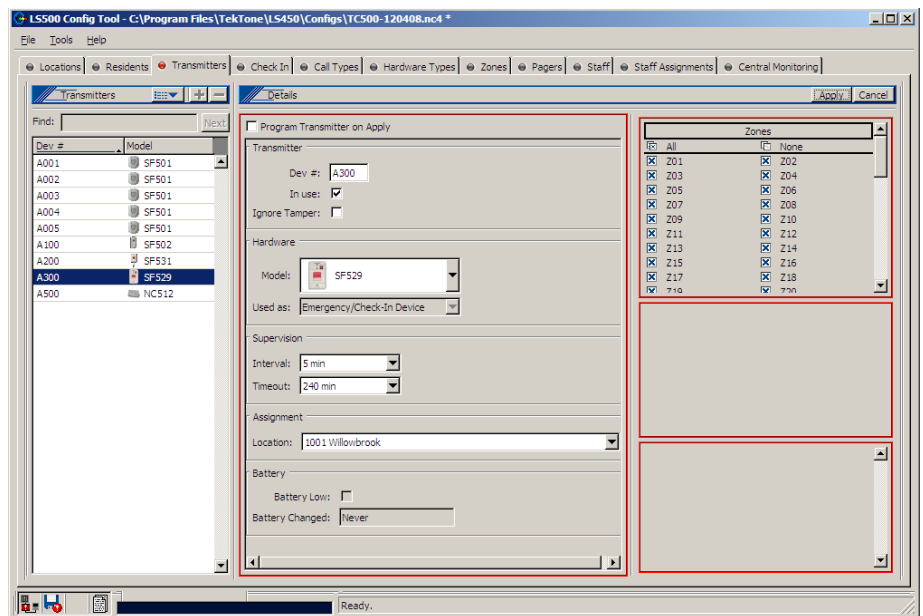 LS500 Config Tool - C:\Program Files\TekTone\LS450\Configs\TC500-120408.nc4 *
File Tools Help
Locations Residents Transmitters Check In Call Types Hardware Types Zones Pagers Staff Staff Assignments Central Monitoring
Transmitters
Find: Next
Dev # Model
A001 SF501
A002 SF501
A003 SF501
A004 SF501
A005 SF501
A100 SF502
A200 SF531
A300 SF529
A500 NC512
Details Apply Cancel
Program Transmitter on Apply
Transmitter
Dev #: A300
In use:
Ignore Tamper:
Hardware
Model: SF529
Used as: Emergency/Check-In Device
Supervision
Interval: 5 min
Timeout: 240 min
Assignment
Location: 1001 Willowbrook
Battery
Battery Low:
Battery Changed: Never
Zones
All None
Z01 Z02
Z03 Z04
Z05 Z06
Z07 Z08
Z09 Z10
Z11 Z12
Z13 Z14
Z15 Z16
Z17 Z18
Z19 Z20
Ready.